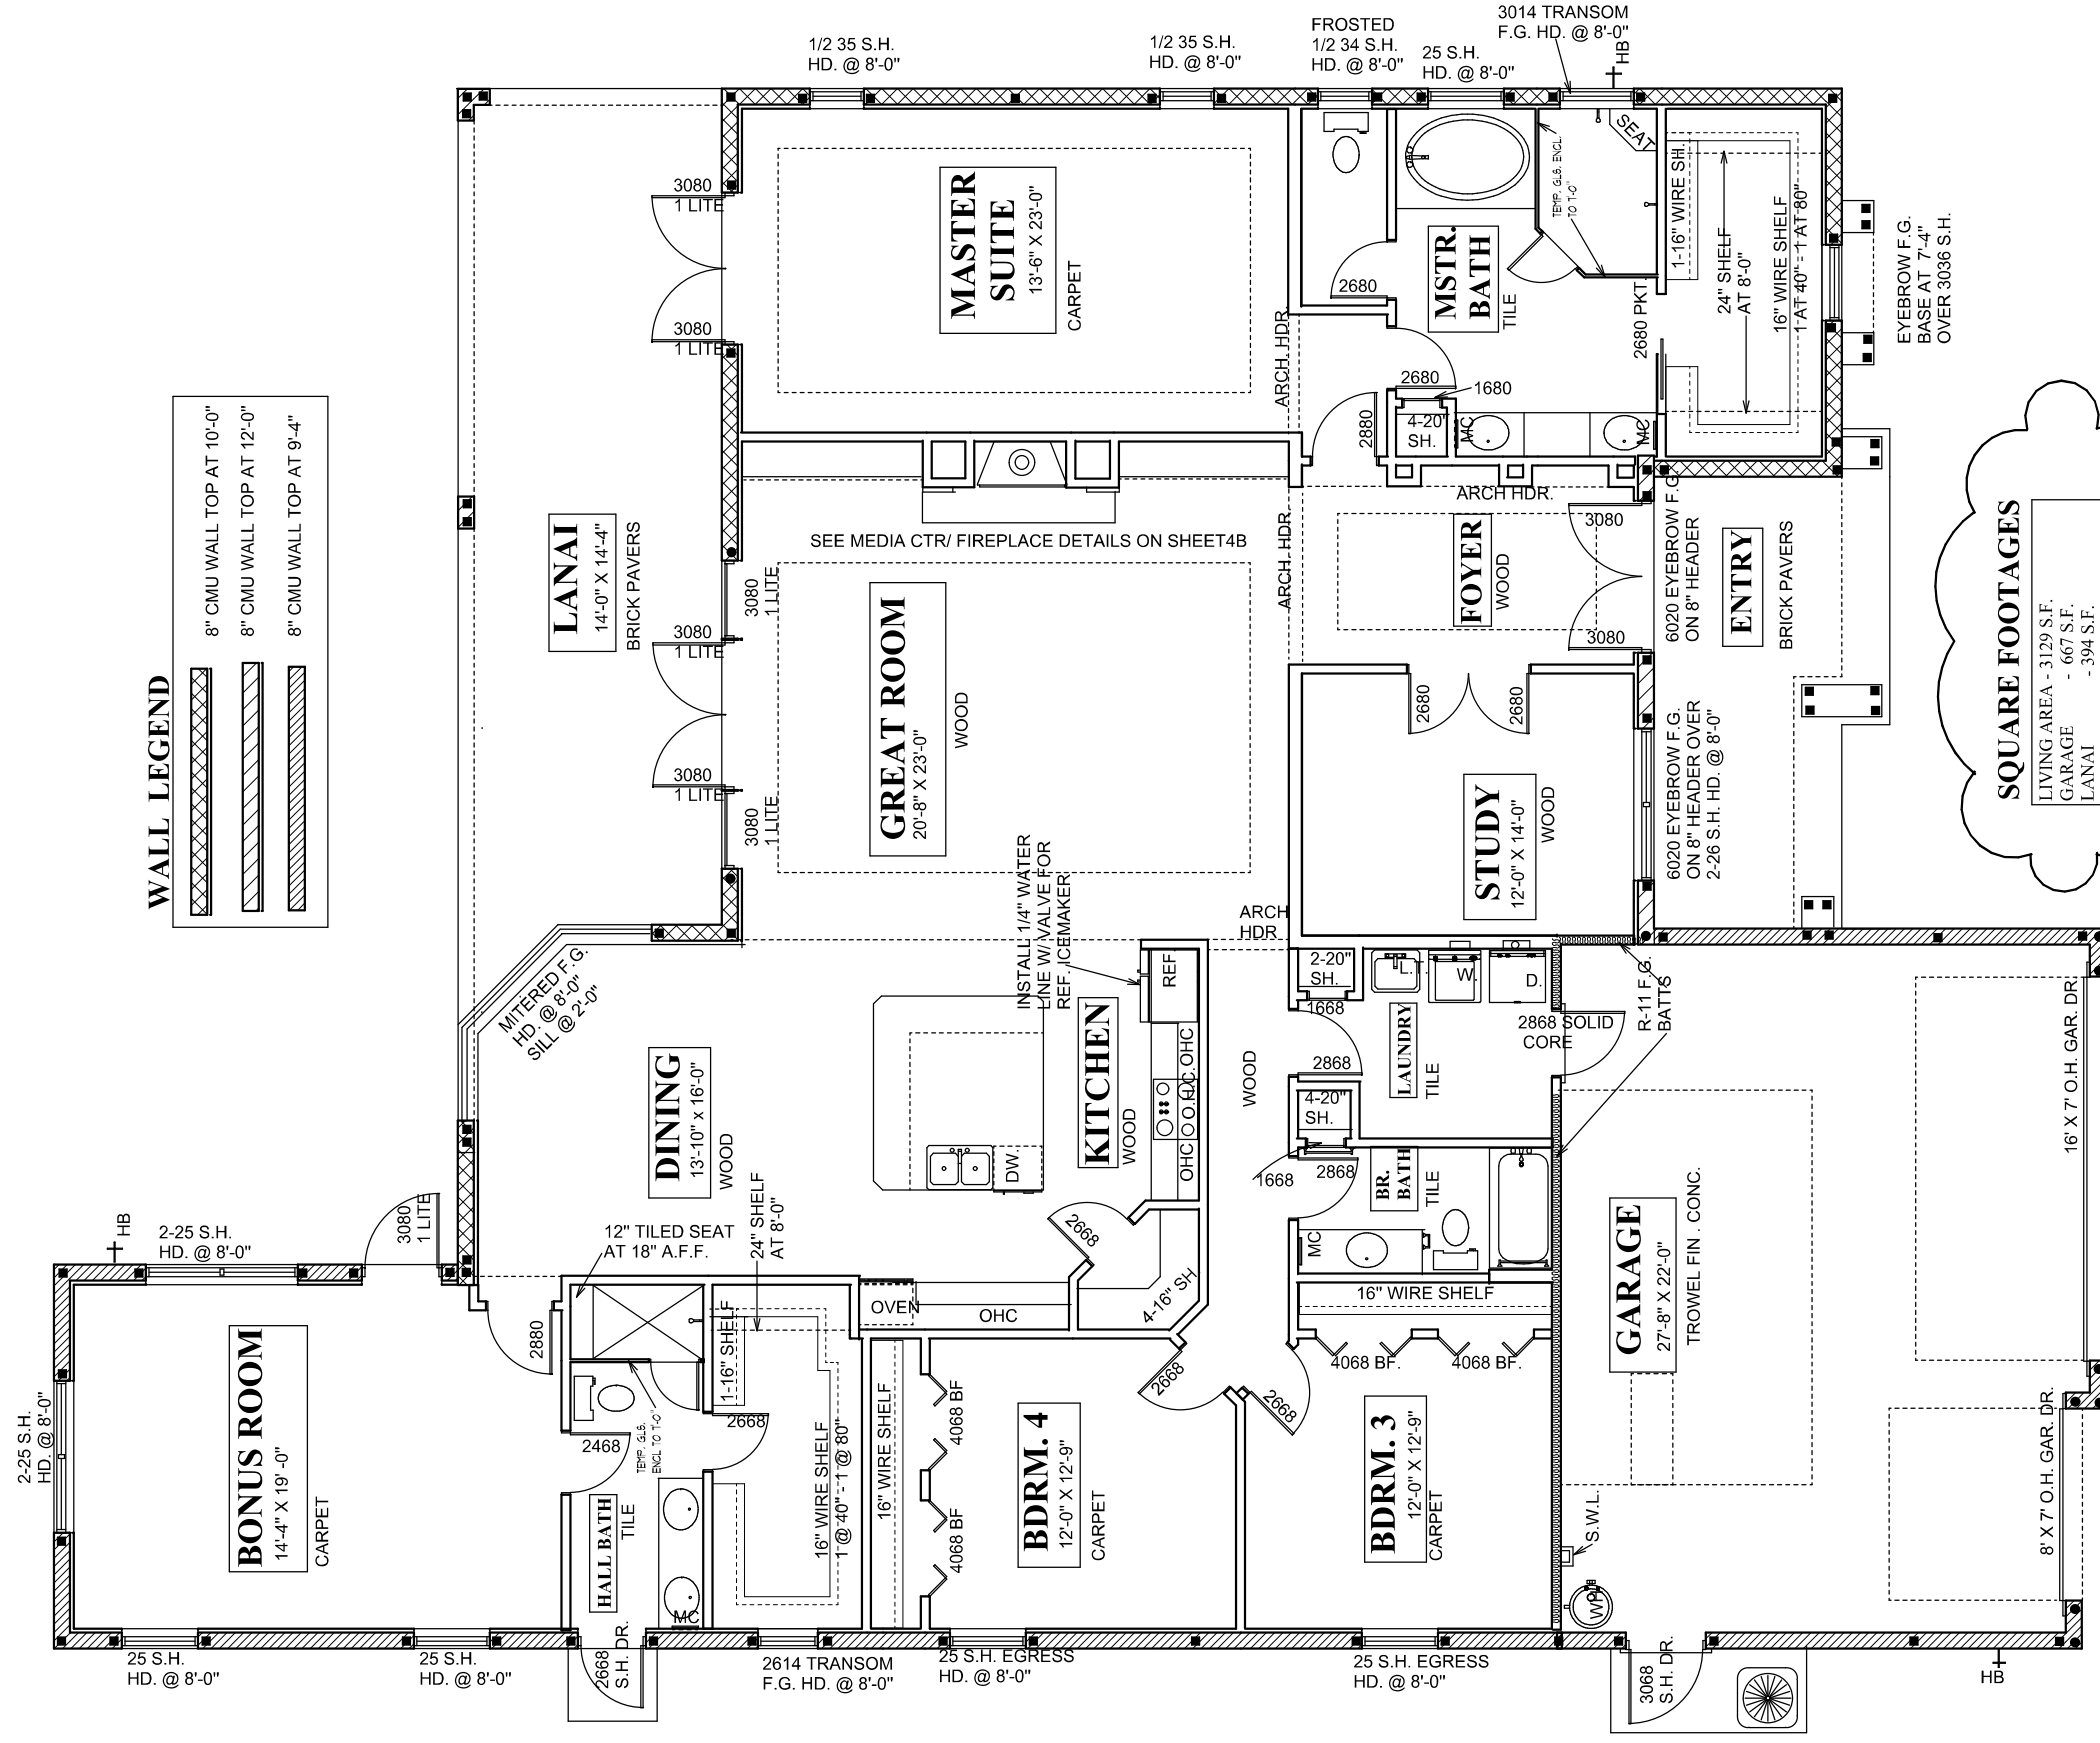 1/2 35 S.H.
HD. @ 8'-0"
1/2 35 S.H.
HD. @ 8'-0"
FROSTED
1/2 34 S.H.
HD. @ 8'-0"
25 S.H.
HD. @ 8'-0"
3014 TRANSOM
F.G. HD. @ 8'-0"
HB
WALL LEGEND
8" CMU WALL TOP AT 10'-0"
8" CMU WALL TOP AT 12'-0"
8" CMU WALL TOP AT 9'-4"
LANAI
14'-0" X 14'-4"
BRICK PAVERS
3080
1 LITE
3080
1 LITE
3080
1 LITE
3080
1 LITE
3080
1 LITE
3080
1 LITE
MASTER
SUITE
13'-6" X 23'-0"
CARPET
ARCH. HDR.
2680
MSTR.
BATH
TILE
TEMP. GLS. ENCL.
TO 7'-0"
SEAT
1-16" WIRE SH.
24" SHELF
AT 8'-0"
16" WIRE SHELF
1 AT 40" - 1 AT 80"
2680 PKT.
2680
1680
2880
4-20"
SH.
MC
MC
EYEBROW F.G.
BASE AT 7'-4"
OVER 3036 S.H.
SEE MEDIA CTR/ FIREPLACE DETAILS ON SHEET4B
GREAT ROOM
20'-8" X 23'-0"
WOOD
ARCH HDR.
ARCH HDR.
FOYER
WOOD
3080
3080
6020 EYEBROW F.G.
ON 8" HEADER
ENTRY
BRICK PAVERS
SQUARE FOOTAGES
LIVING AREA - 3129 S.F.
GARAGE - 667 S.F.
LANAI - 394 S.F.
2680
2680
STUDY
12'-0" X 14'-0"
WOOD
6020 EYEBROW F.G.
ON 8" HEADER OVER
2-26 S.H. HD. @ 8'-0"
ARCH
HDR
INSTALL 1/4" WATER
LINE W/ VALVE FOR
REF. ICEMAKER
MITERED F.G.
HD. @ 8'-0"
SILL @ 2'-0"
DINING
13'-10" x 16'-0"
WOOD
KITCHEN
WOOD
REF
OHC
O.H.C.
OHC
DW.
WOOD
2-20"
SH.
1668
L.T.
W.
D.
LAUNDRY
TILE
2868
2868 SOLID
CORE
R-11 F.G.
BATTS
4-20"
SH.
1668
2868
BR.
BATH
TILE
MC
16" WIRE SHELF
4068 BF.
4068 BF.
GARAGE
27'-8" X 22'-0"
TROWEL FIN . CONC.
16' X 7' O.H. GAR. DR.
8' X 7' O.H. GAR. DR.
S.W.L.
WH
HB
2-25 S.H.
HD. @ 8'-0"
3080
1 LITE
12" TILED SEAT
AT 18" A.F.F.
24" SHELF
AT 8'-0"
2668
4-16" SH
OVEN
OHC
2-25 S.H.
HD. @ 8'-0"
BONUS ROOM
14'-4" X 19' -0"
CARPET
2880
2468
TEMP. GLS.
ENCL TO 7'-0"
HALL BATH
TILE
MC
1-16" SHELF
2668
16" WIRE SHELF
1 @ 40" - 1 @ 80"
16" WIRE SHELF
4068 BF
4068 BF
BDRM. 4
12'-0" X 12'-9"
CARPET
2668
2668
BDRM. 3
12'-0" X 12'-9"
CARPET
25 S.H.
HD. @ 8'-0"
25 S.H.
HD. @ 8'-0"
2668
S.H. DR.
2614 TRANSOM
F.G. HD. @ 8'-0"
25 S.H. EGRESS
HD. @ 8'-0"
25 S.H. EGRESS
HD. @ 8'-0"
3068
S.H. DR.
HB